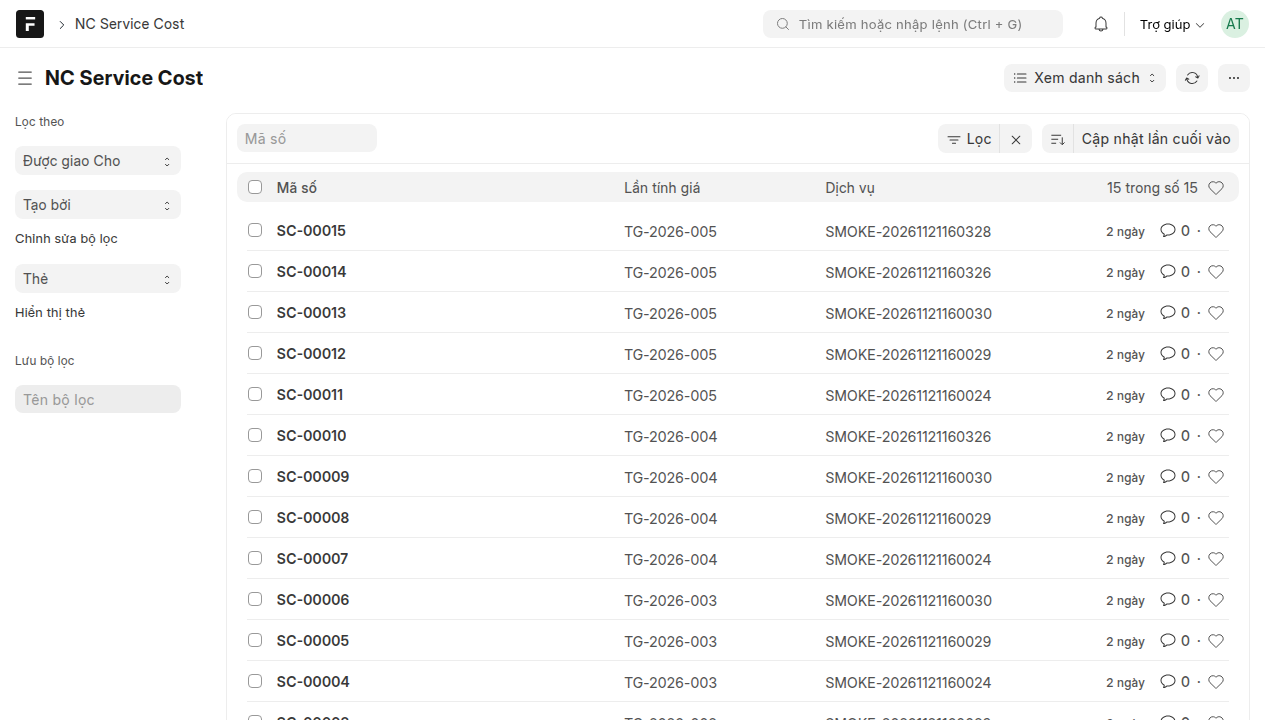 NC Service Cost
Tìm kiếm hoặc nhập lệnh (Ctrl + G)
Trợ giúp
AT
NC Service Cost
Xem danh sách
Lọc theo
Được giao Cho
Tạo bởi
Chỉnh sửa bộ lọc
Thẻ
Hiển thị thẻ
Lưu bộ lọc
Tên bộ lọc
Mã số
Lọc
Cập nhật lần cuối vào
Mã số Lần tính giá Dịch vụ 15 trong số 15
SC-00015 TG-2026-005 SMOKE-20261121160328 2 ngày 0 ·
SC-00014 TG-2026-005 SMOKE-20261121160326 2 ngày 0 ·
SC-00013 TG-2026-005 SMOKE-20261121160030 2 ngày 0 ·
SC-00012 TG-2026-005 SMOKE-20261121160029 2 ngày 0 ·
SC-00011 TG-2026-005 SMOKE-20261121160024 2 ngày 0 ·
SC-00010 TG-2026-004 SMOKE-20261121160326 2 ngày 0 ·
SC-00009 TG-2026-004 SMOKE-20261121160030 2 ngày 0 ·
SC-00008 TG-2026-004 SMOKE-20261121160029 2 ngày 0 ·
SC-00007 TG-2026-004 SMOKE-20261121160024 2 ngày 0 ·
SC-00006 TG-2026-003 SMOKE-20261121160030 2 ngày 0 ·
SC-00005 TG-2026-003 SMOKE-20261121160029 2 ngày 0 ·
SC-00004 TG-2026-003 SMOKE-20261121160024 2 ngày 0 ·